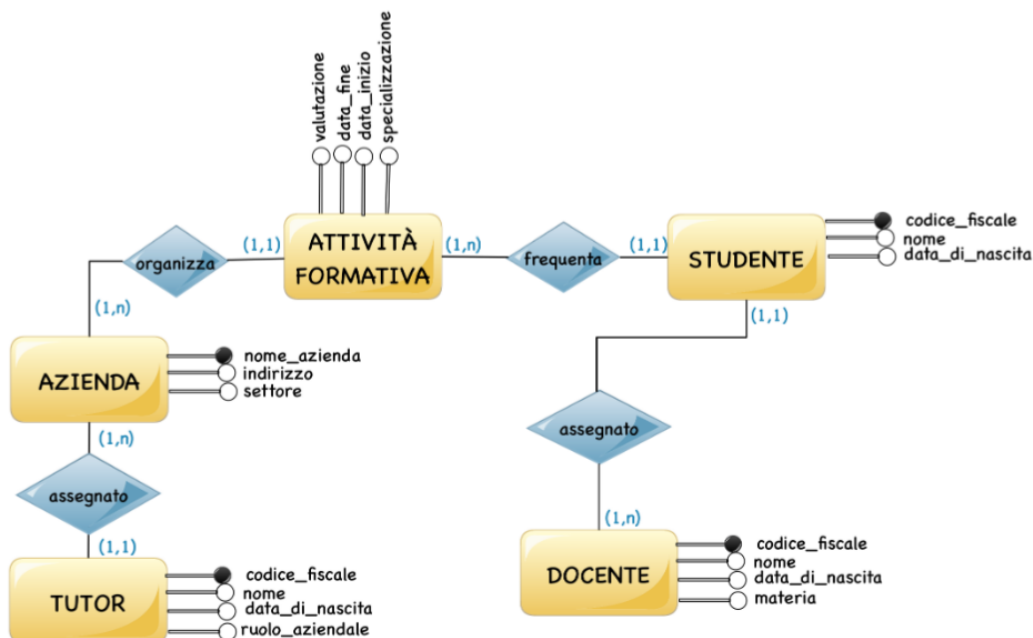 valutazione
data_fine
data_inizio
specializzazione
ATTIVITÀ
FORMATIVA
(1,1)
organizza
(1,n)
(1,n)
frequenta
(1,1)
STUDENTE
codice_fiscale
nome
data_di_nascita
(1,1)
AZIENDA
nome_azienda
indirizzo
settore
(1,n)
assegnato
(1,1)
TUTOR
codice_fiscale
nome
data_di_nascita
ruolo_aziendale
assegnato
(1,n)
DOCENTE
codice_fiscale
nome
data_di_nascita
materia